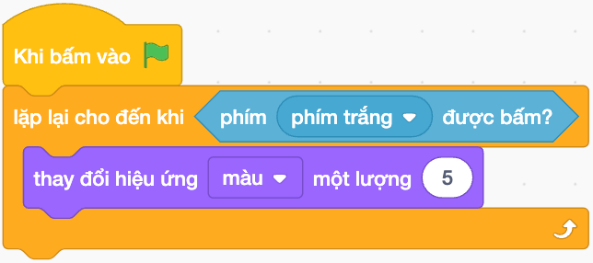 Khi bấm vào
lặp lại cho đến khi phím phím trắng được bấm?
thay đổi hiệu ứng màu một lượng 5